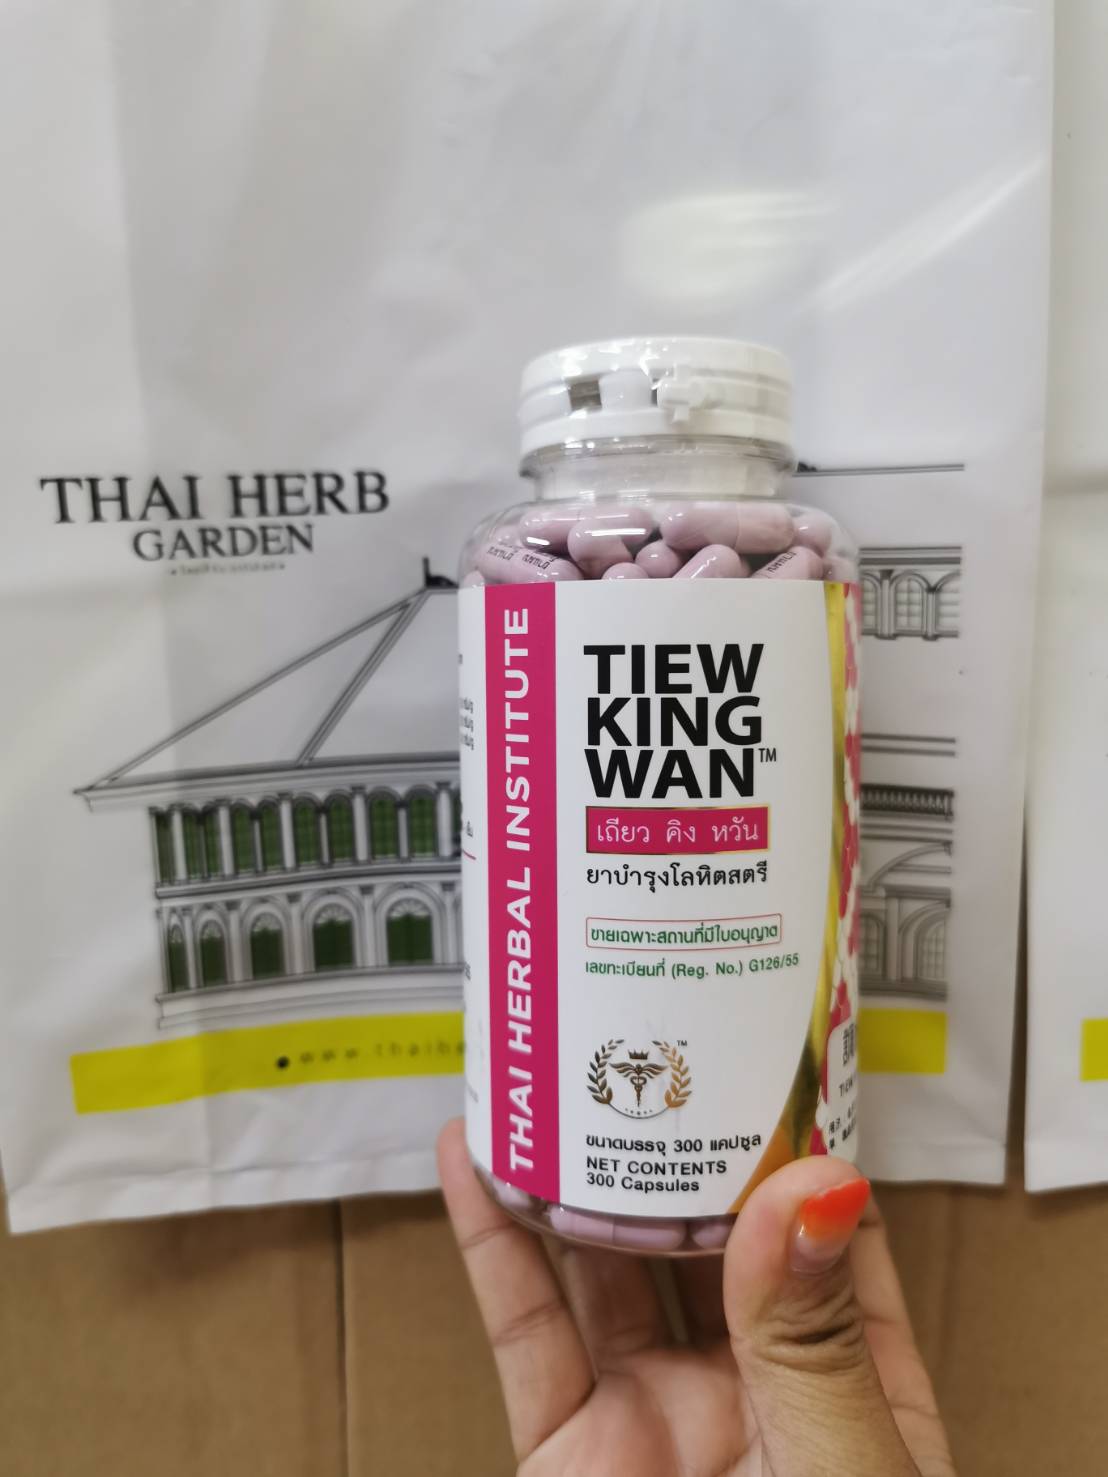 THAI HERB
GARDEN
THAI HERBAL INSTITUTE
TIEW
KING
WAN™
เถียว คิง หวัน
ยาบำรุงโลหิตสตรี
ขายเฉพาะสถานที่มีใบอนุญาต
เลขทะเบียนที่ (Reg. No.) G126/55
ขนาดบรรจุ 300 แคปซูล
NET CONTENTS
300 Capsules